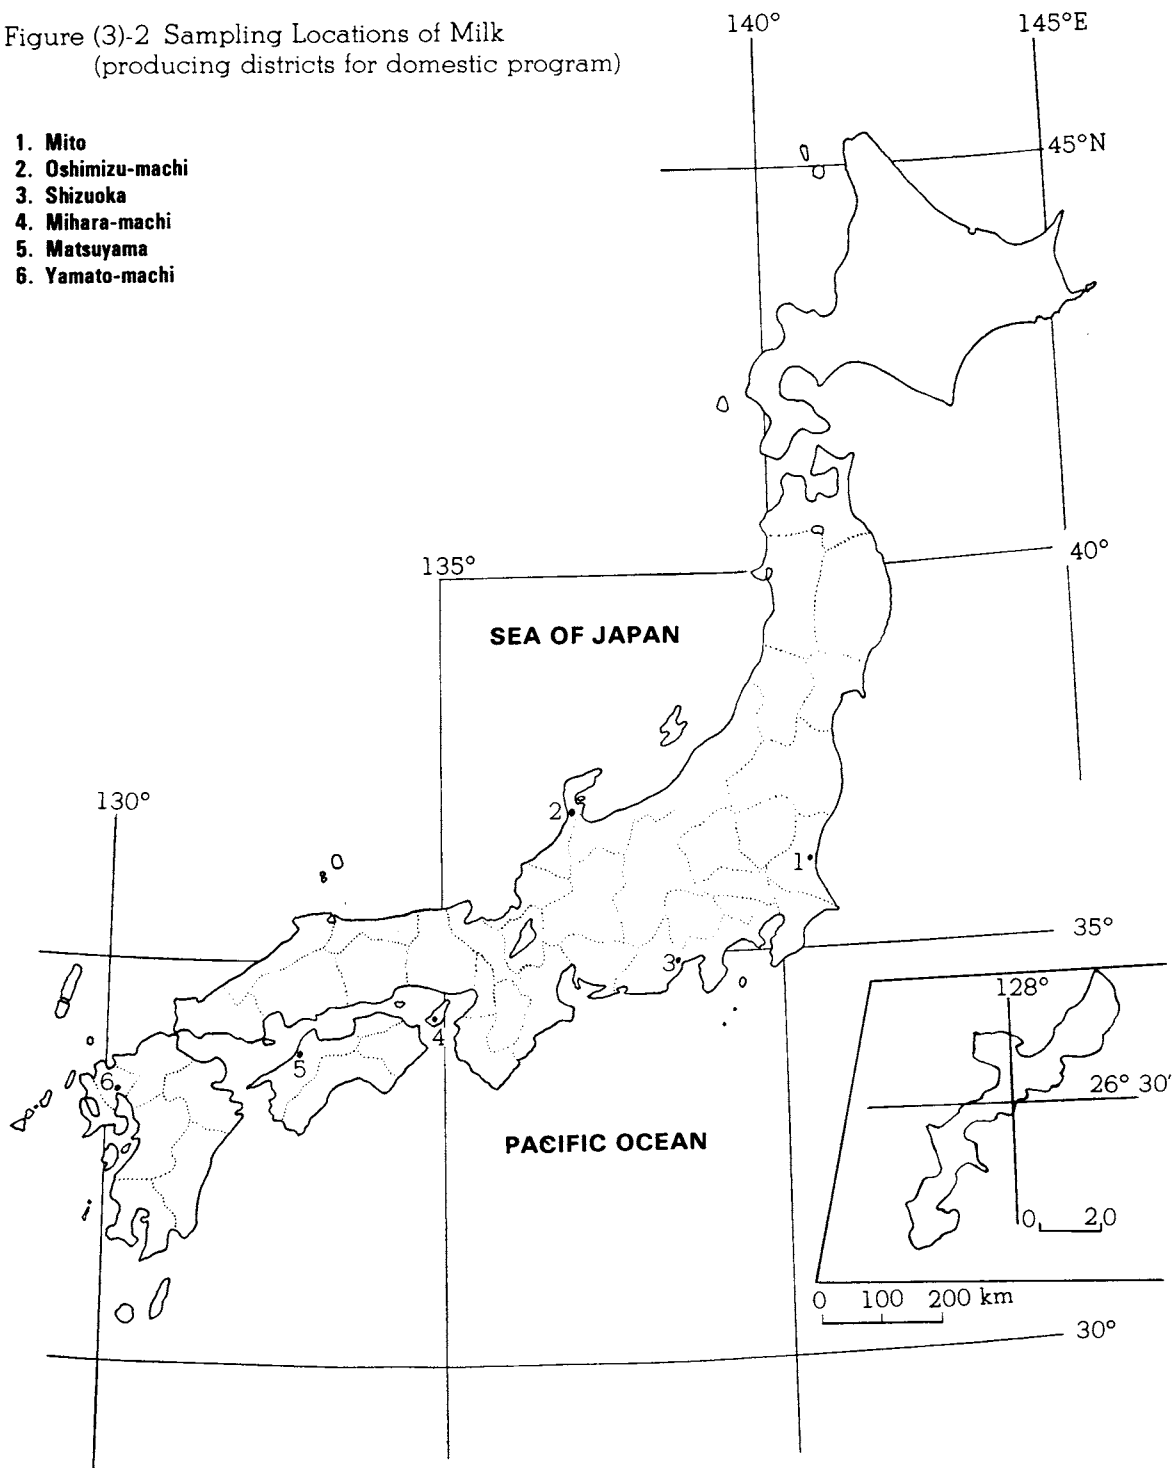 Figure (3)-2 Sampling Locations of Milk
(producing districts for domestic program)
1. Mito
2. Oshimizu-machi
3. Shizuoka
4. Mihara-machi
5. Matsuyama
6. Yamato-machi
140°
145°E
45°N
40°
135°
SEA OF JAPAN
130°
2
1
35°
3
128°
4
5
6
26° 30'
PACIFIC OCEAN
0 20
0 100 200 km
30°